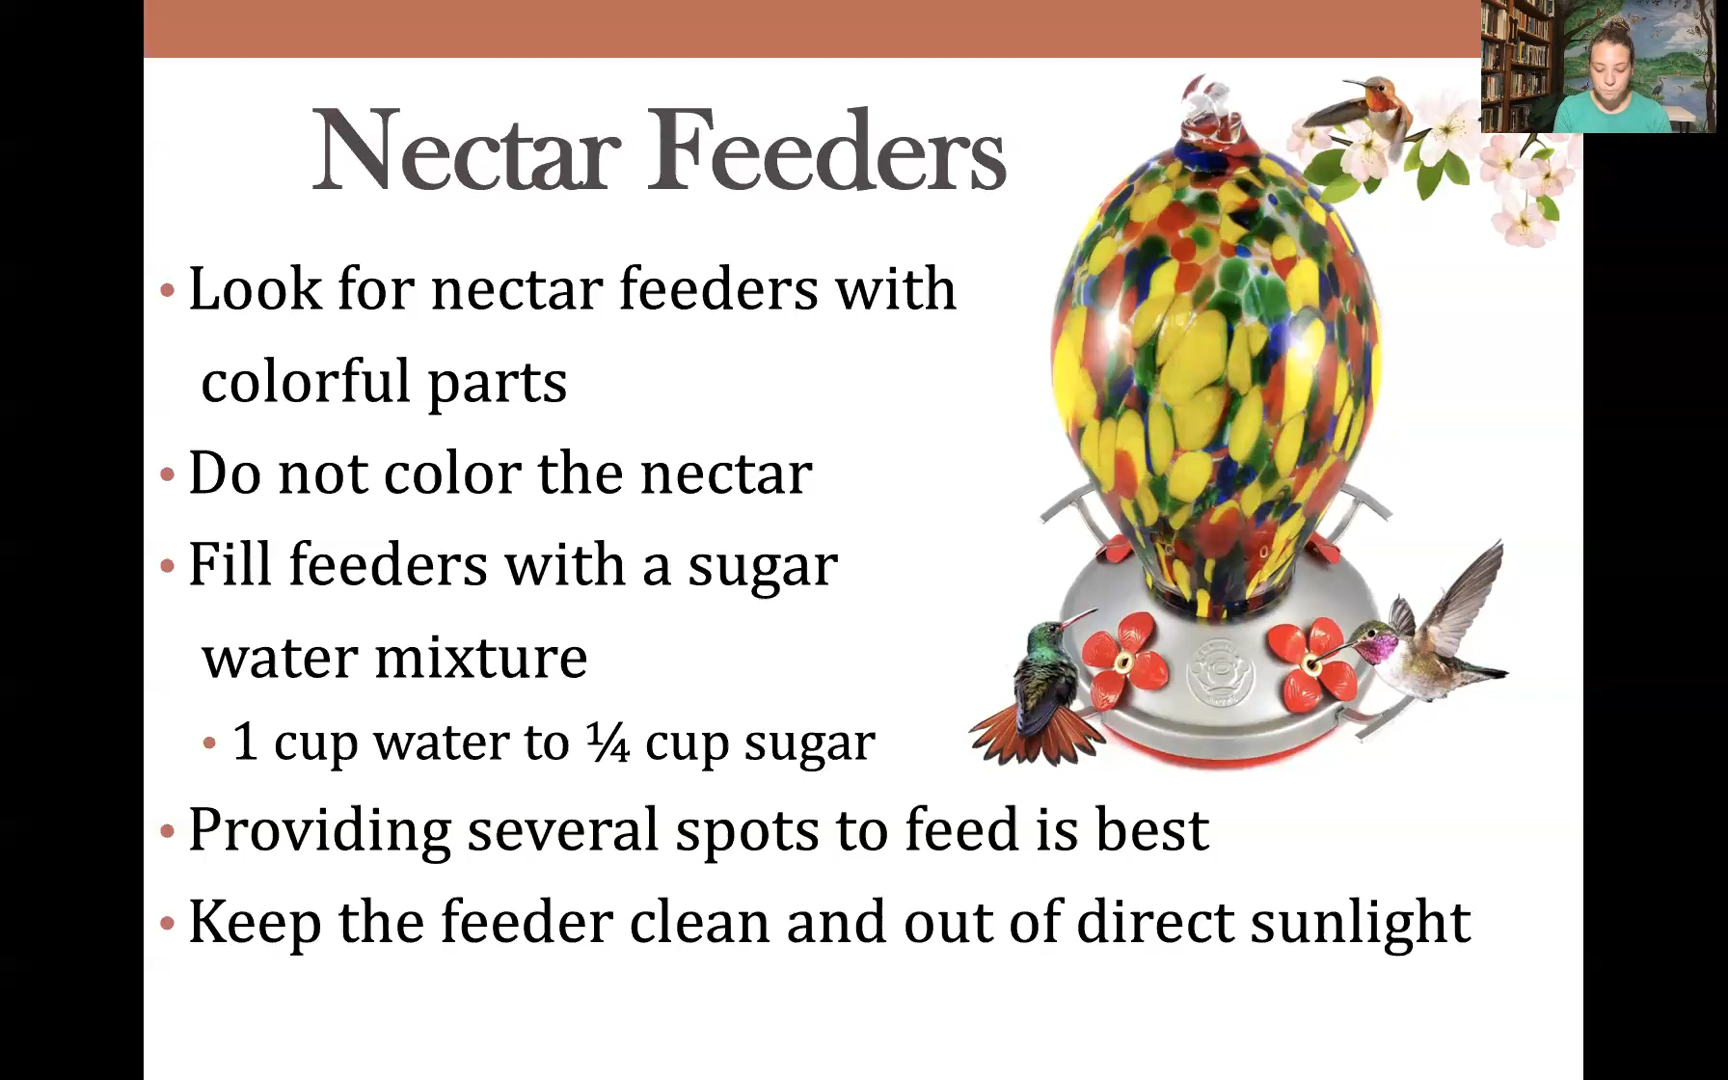 Nectar Feeders
• Look for nectar feeders with
colorful parts
• Do not color the nectar
• Fill feeders with a sugar
water mixture
• 1 cup water to ¼ cup sugar
• Providing several spots to feed is best
• Keep the feeder clean and out of direct sunlight